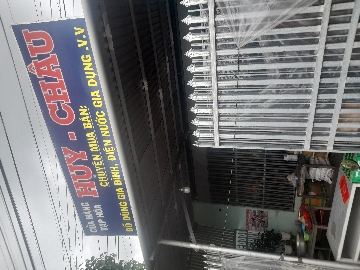 CỬA HÀNG
TẠP HÓA
HUY - CHÂU
CHUYÊN MUA BÁN:
ĐỒ DÙNG GIA ĐÌNH, ĐIỆN NƯỚC GIA DỤNG .V.V